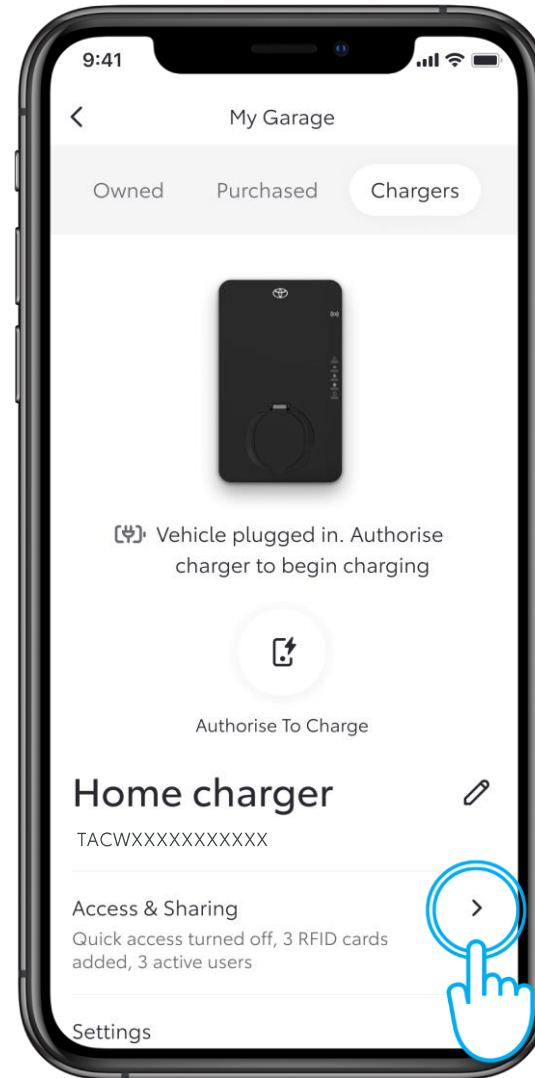 9:41
My Garage
Owned Purchased Chargers
Vehicle plugged in. Authorise
charger to begin charging
Authorise To Charge
Home charger
TACWXXXXXXXXXXX
Access & Sharing
Quick access turned off, 3 RFID cards
added, 3 active users
Settings